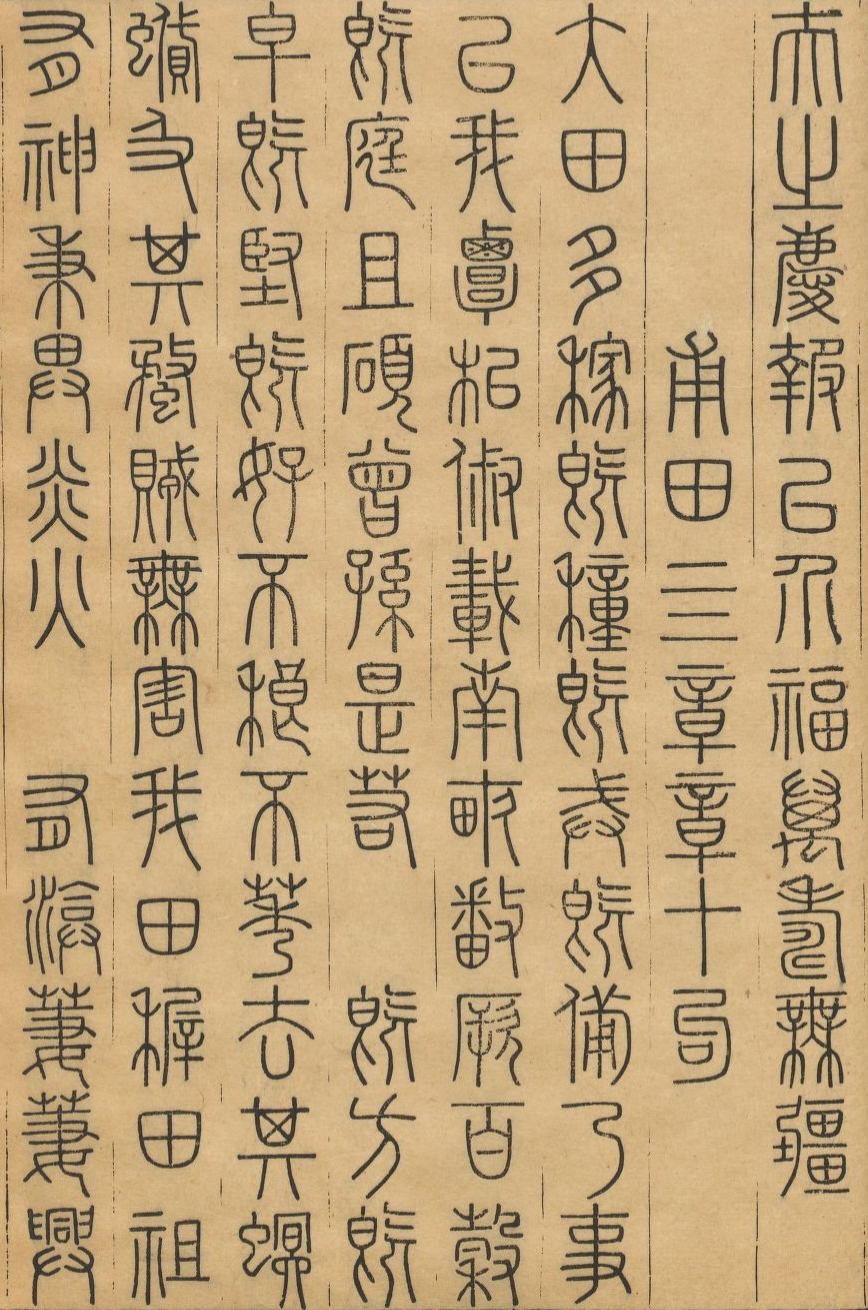 夫之慶報以介福萬壽無疆
甫田四章章十句
大田多稼既種既戒既備乃事
以我覃耜俶載南畝播厥百穀
既庭且碩曾孫是若　既方既
皁既堅既好不稂不莠去其螟
螣及其蟊賊無害我田稺田祖
有神秉畀炎火　有渰萋萋興